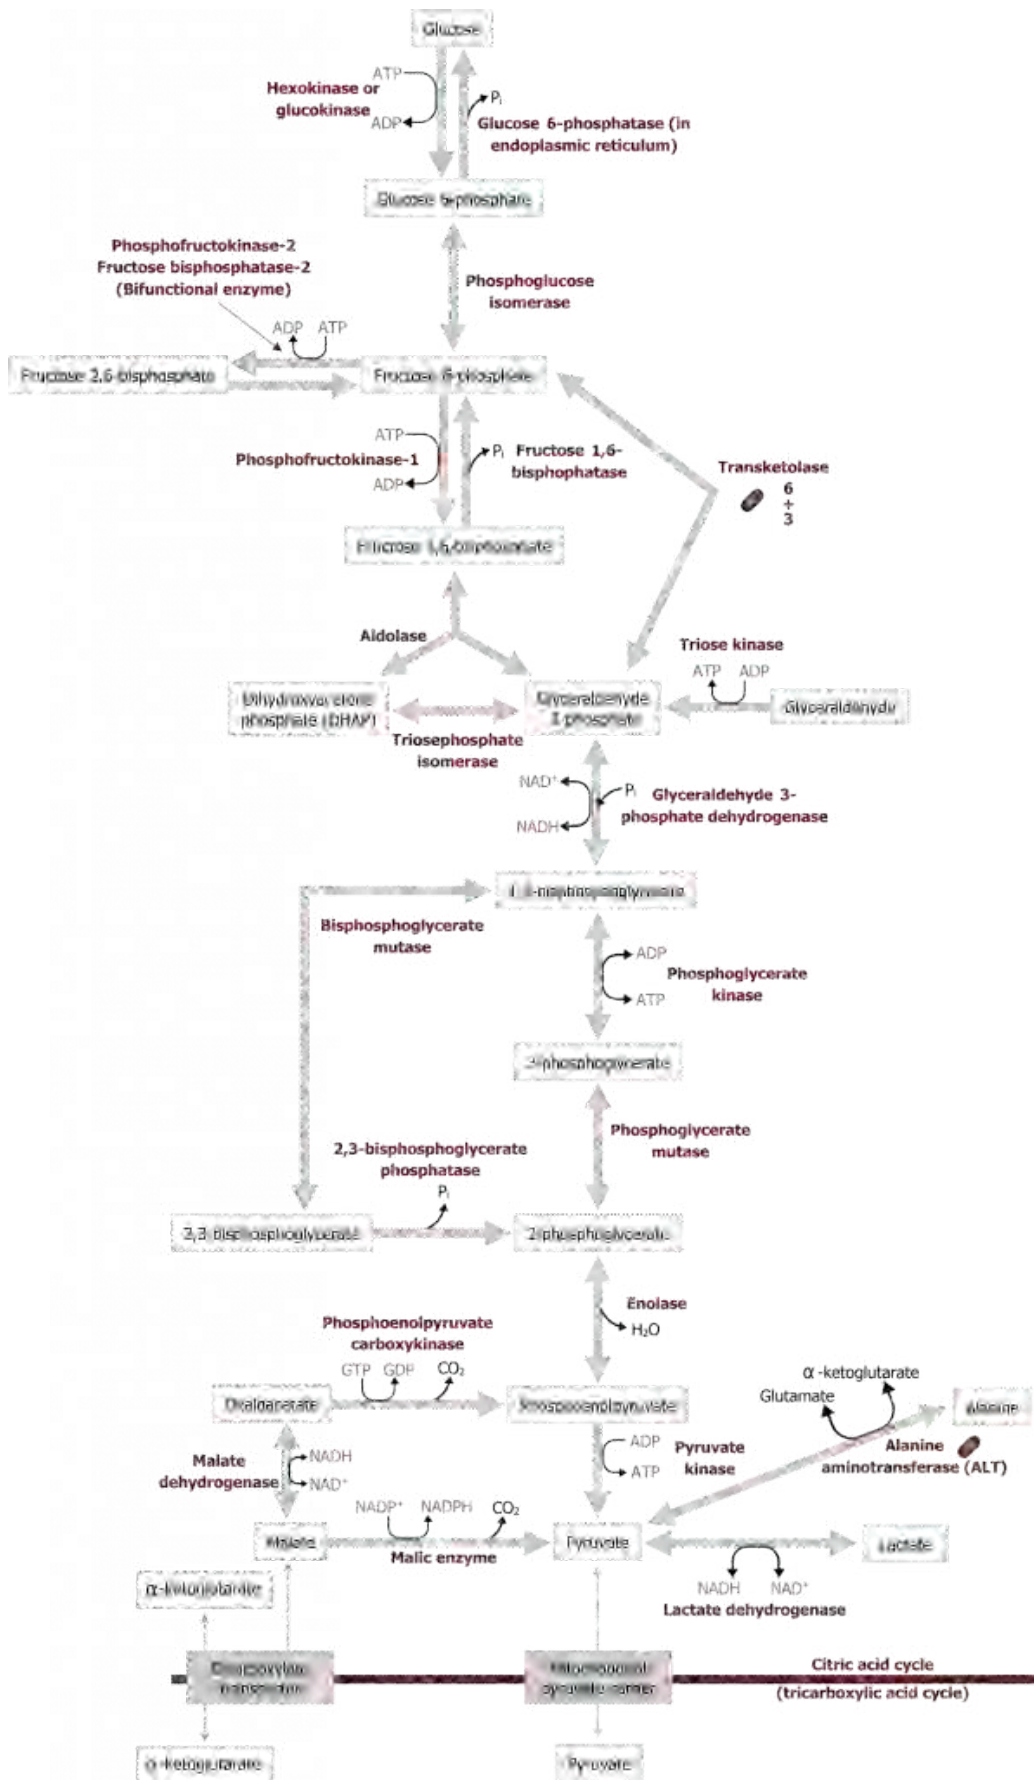 Glucose
ATP
Hexokinase or
glucokinase
ADP
Pi
Glucose 6-phosphatase (in
endoplasmic reticulum)
Glucose 6-phosphate
Phosphofructokinase-2
Fructose bisphosphatase-2
(Bifunctional enzyme)
Phosphoglucose
isomerase
ADP ATP
Fructose 2,6-bisphosphate
Fructose 6-phosphate
ATP
Phosphofructokinase-1
ADP
Pi
Fructose 1,6-
bisphophatase
Transketolase
6
+
3
Aldolase
Triose kinase
ATP ADP
Dihydroxyacetone
phosphate (DHAP)
Glyceraldehyde
3-phosphate
Glyceraldehyde
Triosephosphate
isomerase
NAD⁺
NADH
Pi
Glyceraldehyde 3-
phosphate dehydrogenase
Bisphosphoglycerate
mutase
ADP
ATP
Phosphoglycerate
kinase
3-phosphoglycerate
Phosphoglycerate
mutase
2,3-bisphosphoglycerate
phosphatase
Pi
2,3-bisphosphoglycerate
2-phosphoglycerate
Enolase
H₂O
Phosphoenolpyruvate
carboxykinase
GTP GDP CO₂
α-ketoglutarate
Glutamate
Oxaloacetate
Phosphoenolpyruvate
Alanine
Malate
dehydrogenase
NADH
NAD⁺
ADP
ATP
Pyruvate
kinase
Alanine
aminotransferase (ALT)
NADP⁺ NADPH CO₂
Malate
Malic enzyme
Pyruvate
Lactate
NADH NAD⁺
Lactate dehydrogenase
α-ketoglutarate
Citric acid cycle
(tricarboxylic acid cycle)
α-ketoglutarate
Pyruvate